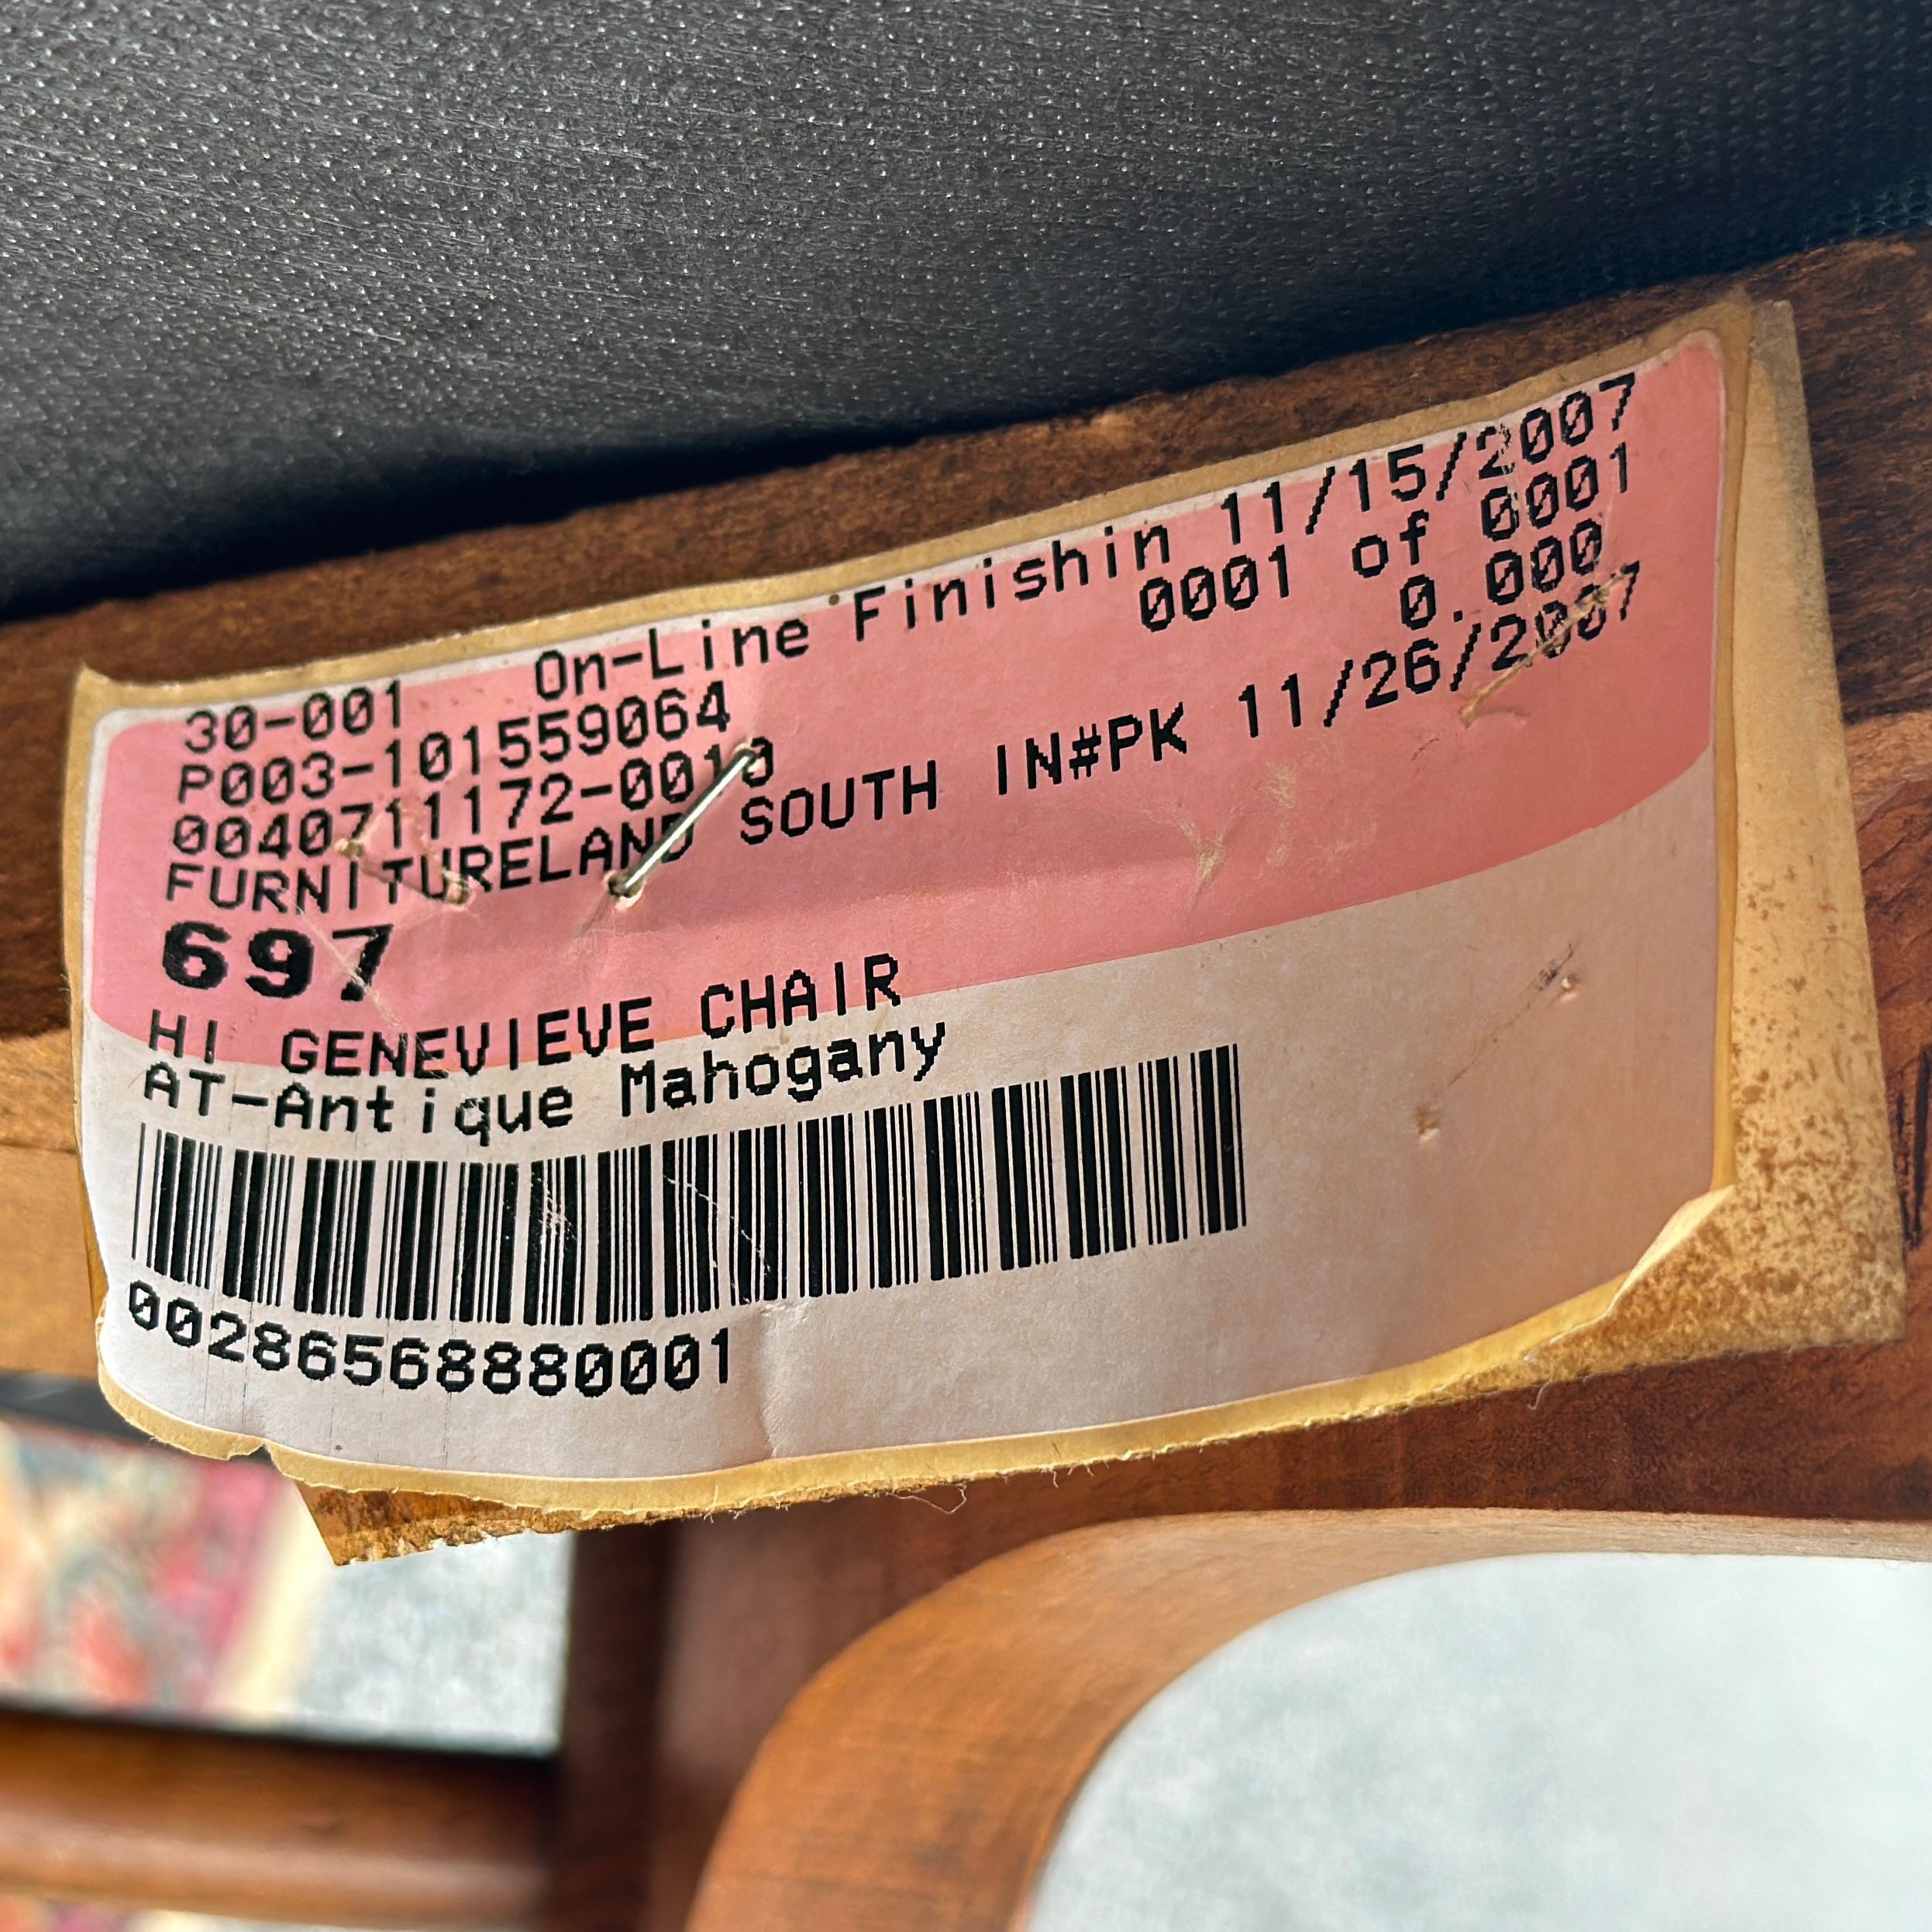 30-001 On-Line Finishin 11/15/2007
P003-101559064 0001 of 0001
0040711172-0010 0.000
FURNITURELAND SOUTH IN#PK 11/26/2007
697
HI GENEVIEVE CHAIR
AT-Antique Mahogany
00286568880001